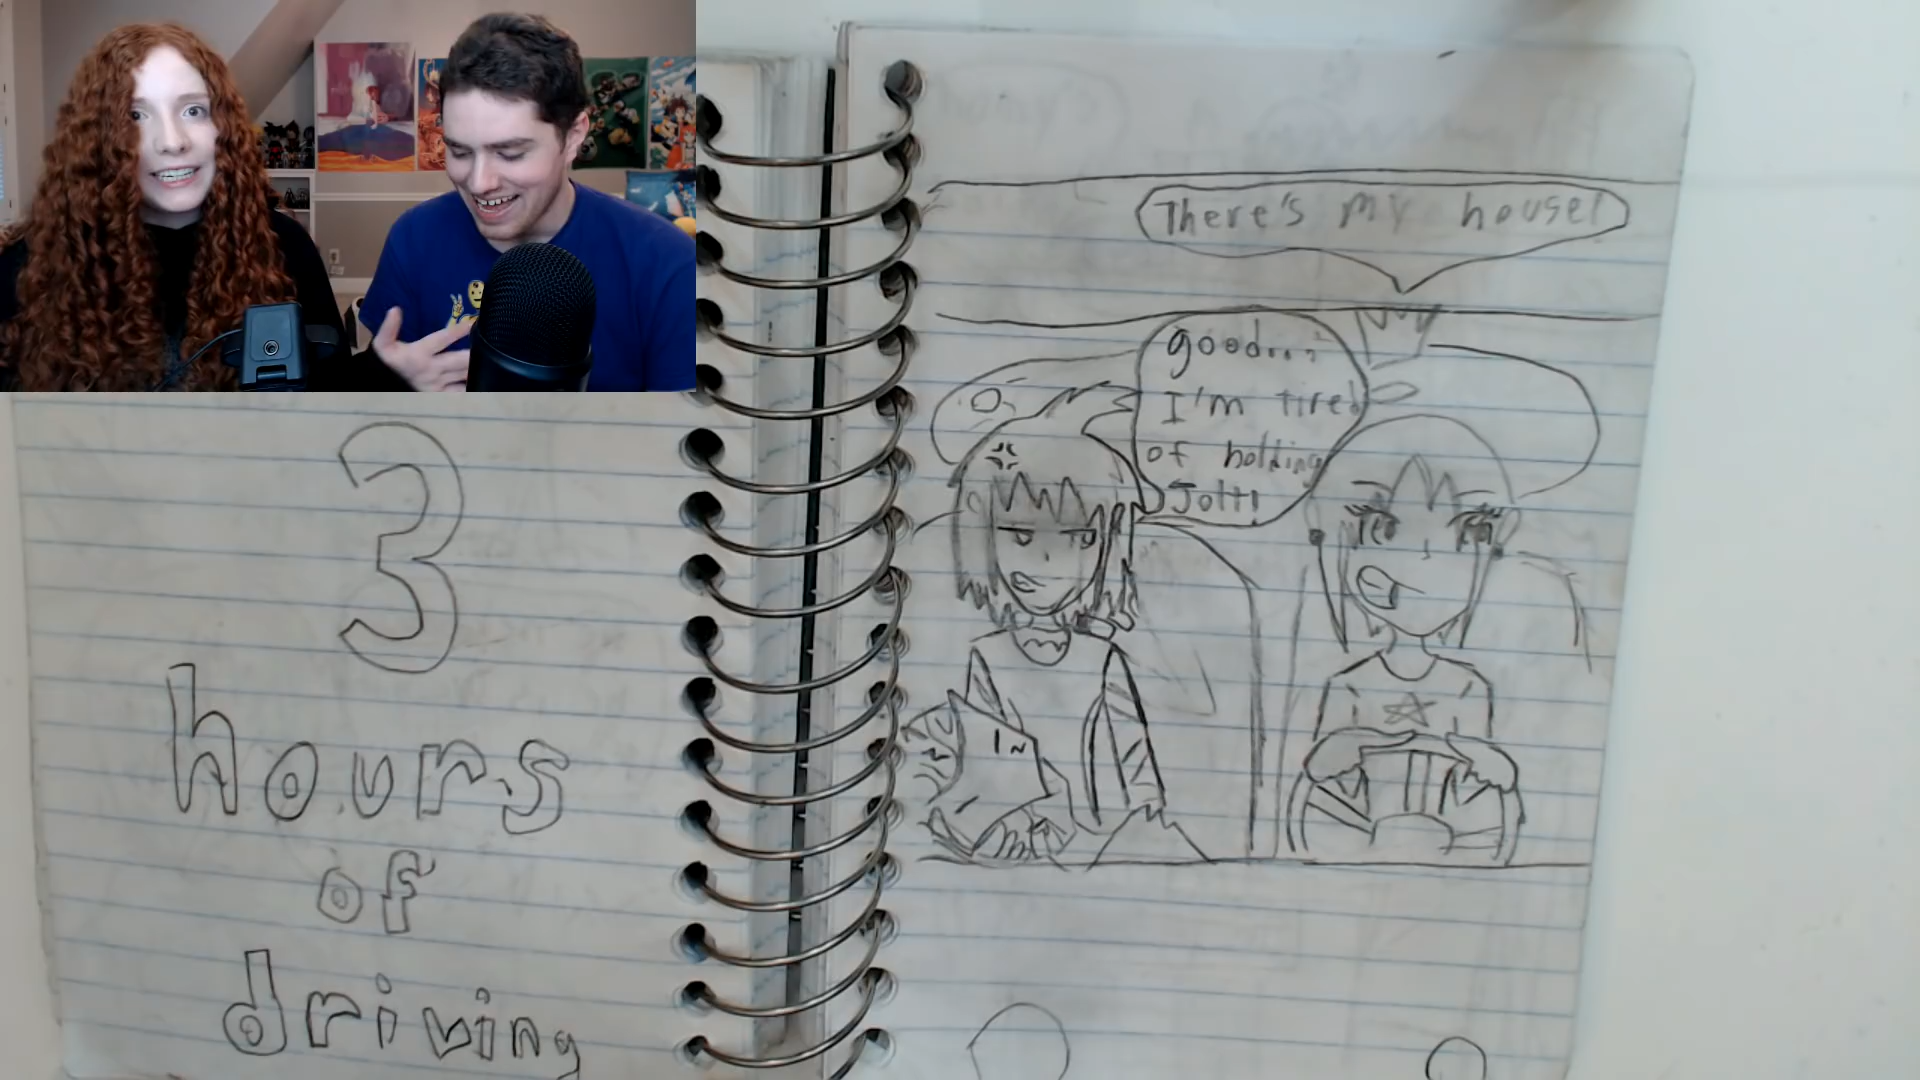 3
hours
of
driving
There's my house!
good...
I'm tired
of holding
Jolt!